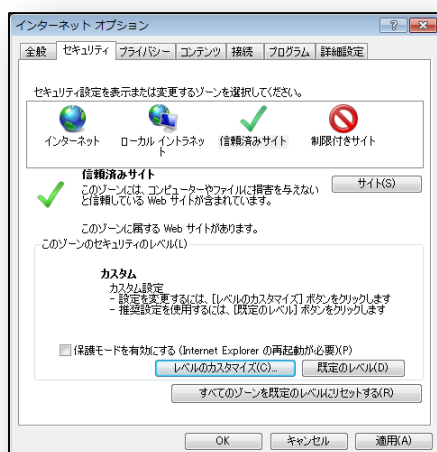 インターネット オプション
全般 セキュリティ プライバシー コンテンツ 接続 プログラム 詳細設定
セキュリティ設定を表示または変更するゾーンを選択してください。
インターネット ローカル イントラネット 信頼済みサイト 制限付きサイト
信頼済みサイト
サイト(S)
このゾーンには、コンピューターやファイルに損害を与えない
と信頼している Web サイトが含まれています。
このゾーンに属する Web サイトがあります。
このゾーンのセキュリティのレベル(L)
カスタム
カスタム設定
- 設定を変更するには、[レベルのカスタマイズ] ボタンをクリックします
- 推奨設定を使用するには、[既定のレベル] ボタンをクリックします
保護モードを有効にする (Internet Explorer の再起動が必要)(P)
レベルのカスタマイズ(C)... 既定のレベル(D)
すべてのゾーンを既定のレベルにリセットする(R)
OK キャンセル 適用(A)